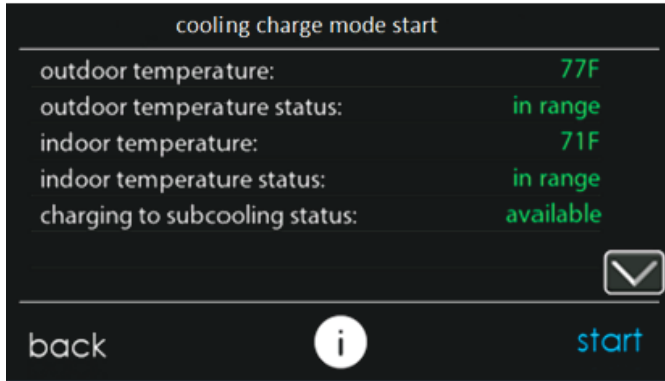 cooling charge mode start
outdoor temperature: 77F
outdoor temperature status: in range
indoor temperature: 71F
indoor temperature status: in range
charging to subcooling status: available
back i start